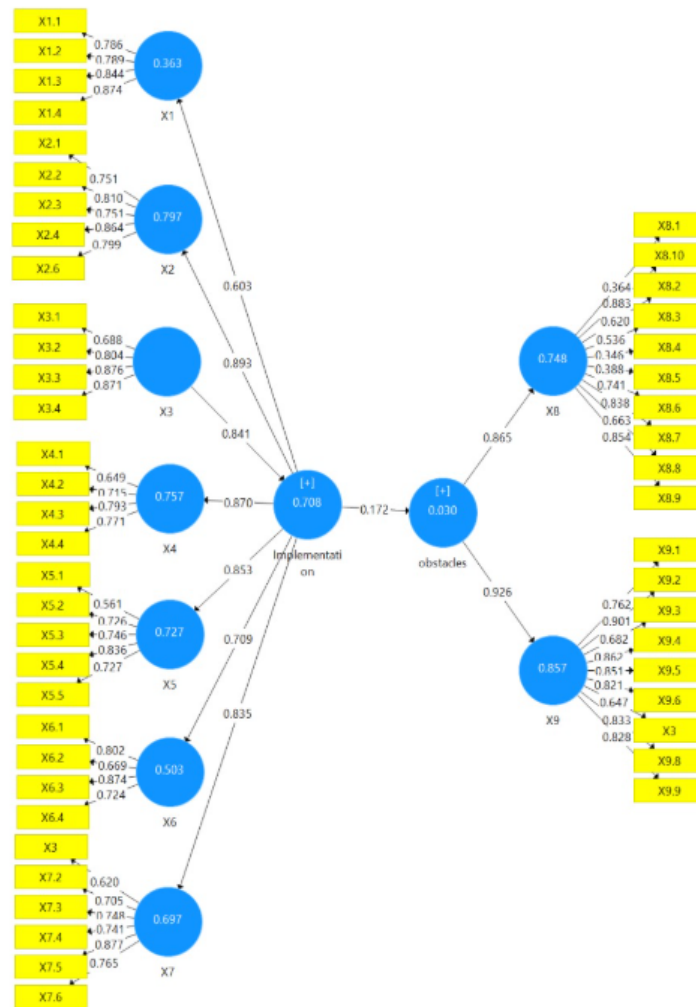 X1.1
X1.2
X1.3
X1.4
0.786
0.789
0.844
0.874
0.363
X1
X2.1
X2.2
X2.3
X2.4
X2.6
0.751
0.810
0.751
0.864
0.799
0.797
X2
X3.1
X3.2
X3.3
X3.4
0.688
0.804
0.876
0.871
X3
X4.1
X4.2
X4.3
X4.4
0.649
0.715
0.793
0.771
0.757
X4
X5.1
X5.2
X5.3
X5.4
X5.5
0.561
0.726
0.746
0.836
0.727
0.727
X5
X6.1
X6.2
X6.3
X6.4
0.802
0.669
0.874
0.724
0.503
X6
X3
X7.2
X7.3
X7.4
X7.5
X7.6
0.620
0.705
0.748
0.741
0.877
0.765
0.697
X7
0.603
0.893
0.841
0.870
0.853
0.709
0.835
[+]
0.708
Implementati
on
0.172
[+]
0.030
obstacles
0.865
0.926
0.748
X8
0.364
0.883
0.620
0.536
0.346
0.388
0.741
0.838
0.663
0.854
X8.1
X8.10
X8.2
X8.3
X8.4
X8.5
X8.6
X8.7
X8.8
X8.9
0.857
X9
0.762
0.901
0.682
0.862
0.851
0.821
0.647
0.833
0.828
X9.1
X9.2
X9.3
X9.4
X9.5
X9.6
X3
X9.8
X9.9